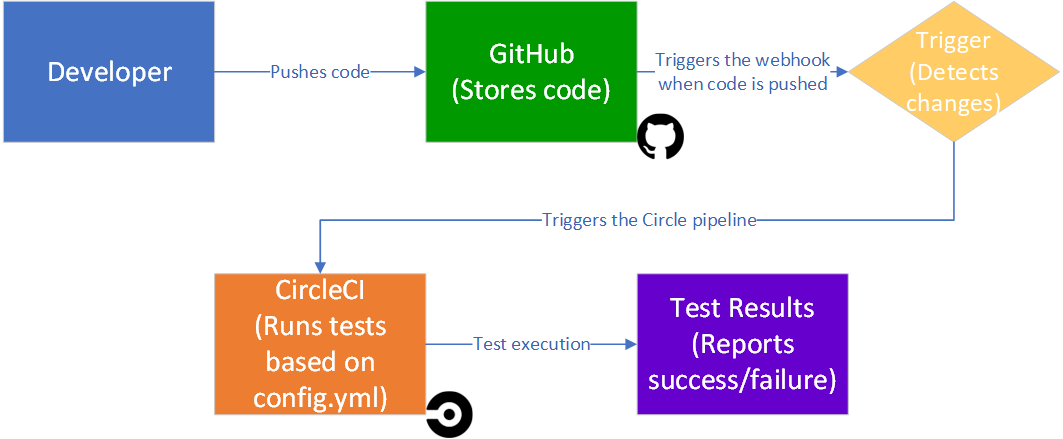 Developer
Pushes code
GitHub
(Stores code)
Triggers the webhook
when code is pushed
Trigger
(Detects
changes)
Triggers the Circle pipeline
CircleCI
(Runs tests
based on
config.yml)
Test execution
Test Results
(Reports
success/failure)